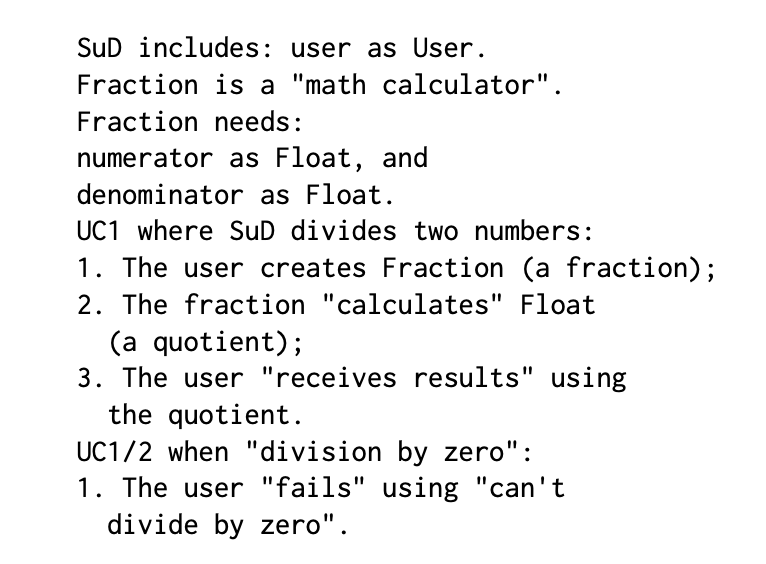 SuD includes: user as User.
Fraction is a "math calculator".
Fraction needs:
numerator as Float, and
denominator as Float.
UC1 where SuD divides two numbers:
1. The user creates Fraction (a fraction);
2. The fraction "calculates" Float
(a quotient);
3. The user "receives results" using
the quotient.
UC1/2 when "division by zero":
1. The user "fails" using "can't
divide by zero".